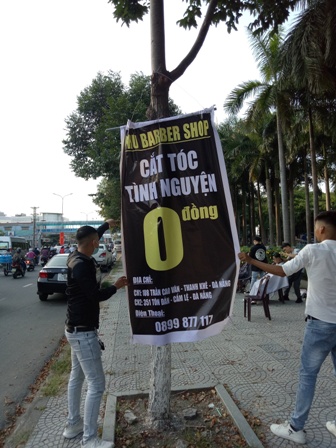 BARBER SHOP
CẮT TÓC
TÌNH NGUYỆN
0 đồng
ĐỊA CHỈ:
CS1: 106 TRẦN CAO VÂN - THANH KHÊ - ĐÀ NẴNG
CS2: 351 TÔN ĐẢN - CẨM LỆ - ĐÀ NẴNG
Điện Thoại:
0899 877 117